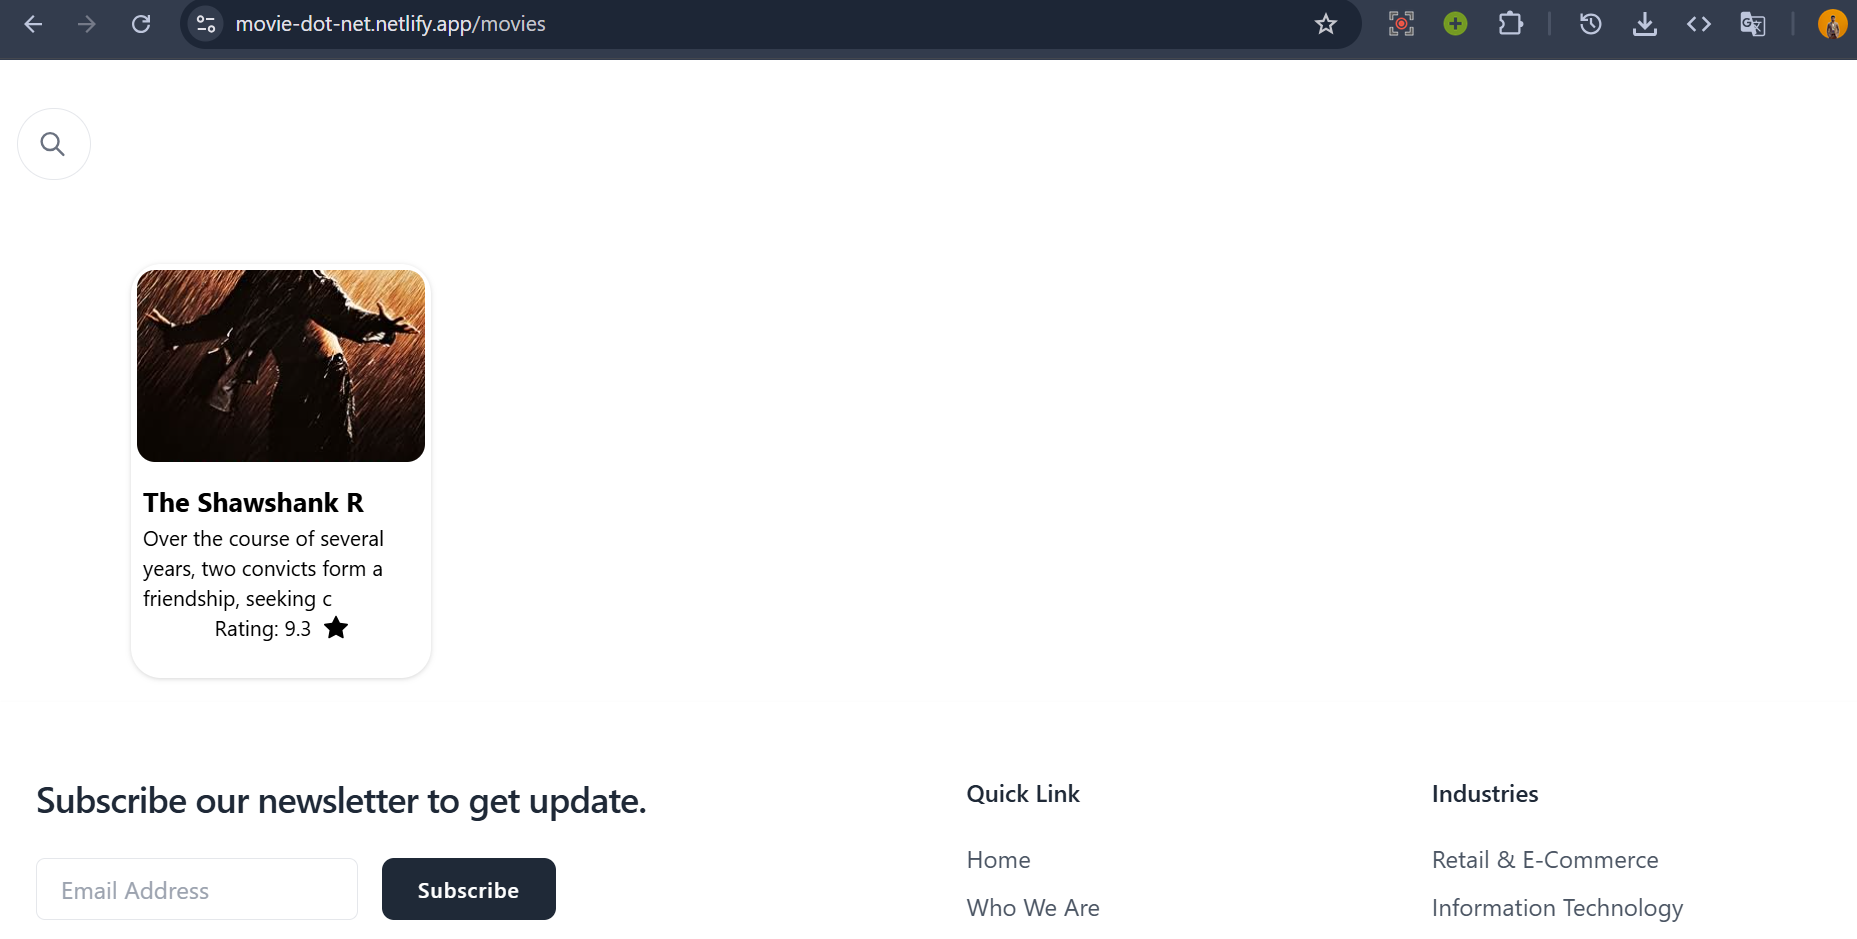 movie-dot-net.netlify.app/movies
The Shawshank R
Over the course of several
years, two convicts form a
friendship, seeking c
Rating: 9.3
Subscribe our newsletter to get update.
Email Address
Subscribe
Quick Link
Home
Who We Are
Industries
Retail & E-Commerce
Information Technology